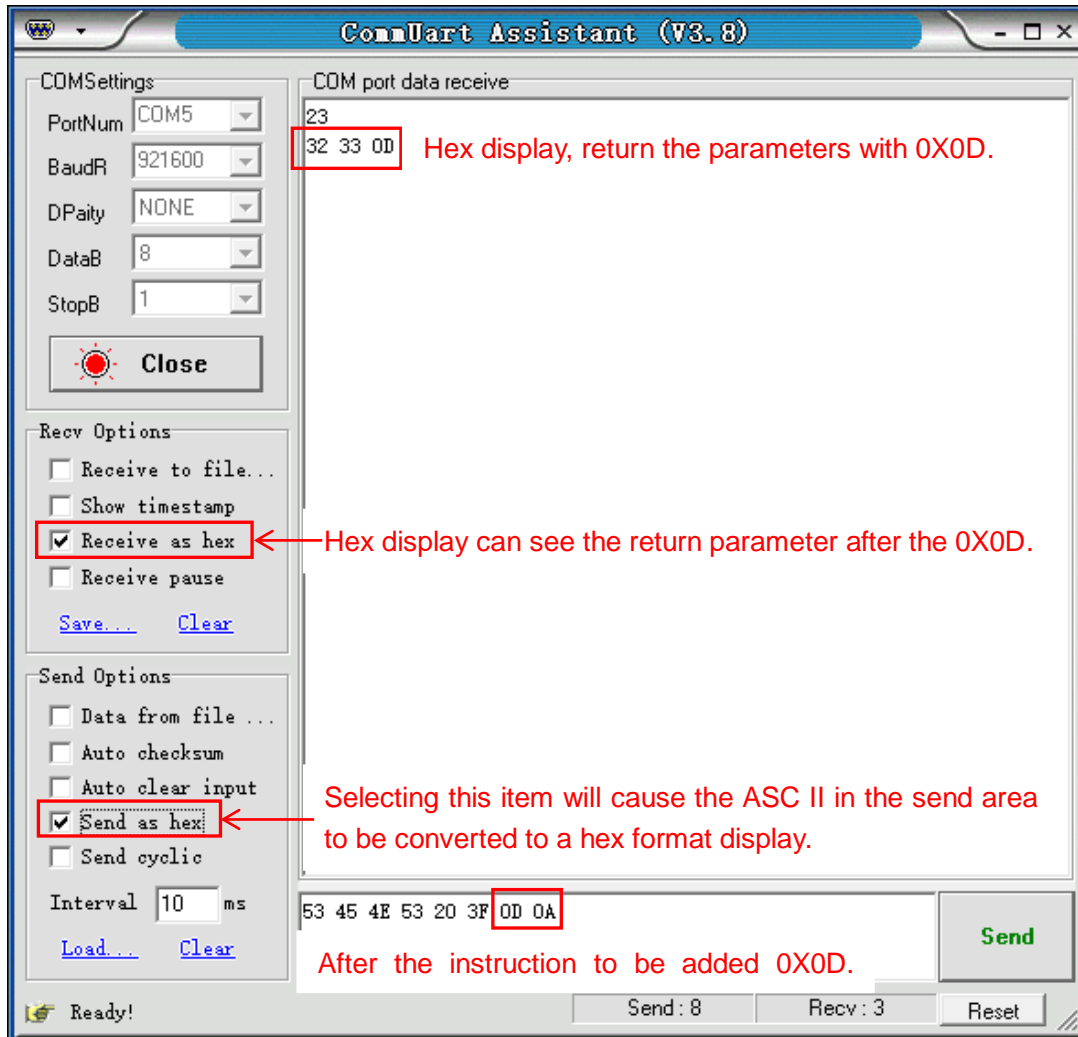 CommUart Assistant (V3.8)
COMSettings
PortNum COM5
BaudR 921600
DPaity NONE
DataB 8
StopB 1
Close
Recv Options
Receive to file...
Show timestamp
Receive as hex
Receive pause
Save... Clear
Send Options
Data from file ...
Auto checksum
Auto clear input
Send as hex
Send cyclic
Interval 10 ms
Load... Clear
COM port data receive
23
32 33 0D
Hex display, return the parameters with 0X0D.
Hex display can see the return parameter after the 0X0D.
Selecting this item will cause the ASC II in the send area
to be converted to a hex format display.
53 45 4E 53 20 3F 0D 0A
After the instruction to be added 0X0D.
Send
Ready!
Send : 8
Recv : 3
Reset